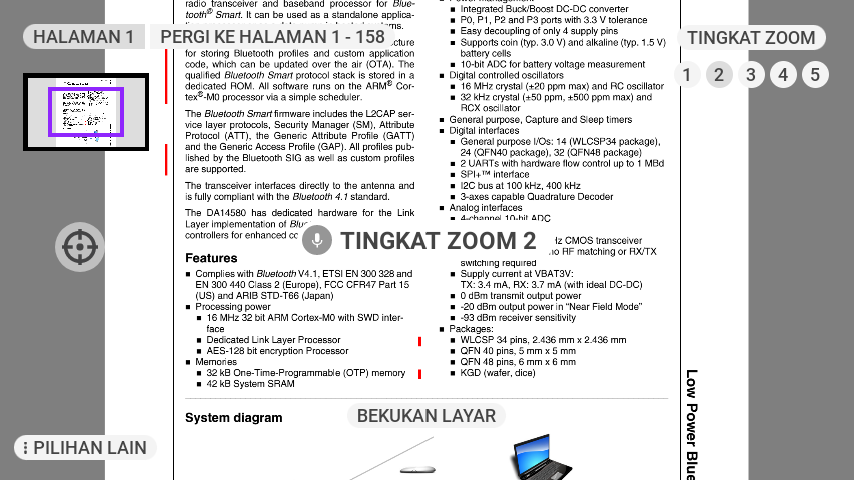 radio transceiver and baseband processor for Blue-
tooth® Smart. It can be used as a standalone applica-
HALAMAN 1
PERGI KE HALAMAN 1 - 158
for storing Bluetooth profiles and custom application
code, which can be updated over the air (OTA). The
qualified Bluetooth Smart protocol stack is stored in a
dedicated ROM. All software runs on the ARM® Cor-
tex®-M0 processor via a simple scheduler.
The Bluetooth Smart firmware includes the L2CAP ser-
vice layer protocols, Security Manager (SM), Attribute
Protocol (ATT), the Generic Attribute Profile (GATT)
and the Generic Access Profile (GAP). All profiles pub-
lished by the Bluetooth SIG as well as custom profiles
are supported.
The transceiver interfaces directly to the antenna and
is fully compliant with the Bluetooth 4.1 standard.
The DA14580 has dedicated hardware for the Link
Layer implementation of
controllers for enhanced
Features
■ Complies with Bluetooth V4.1, ETSI EN 300 328 and
EN 300 440 Class 2 (Europe), FCC CFR47 Part 15
(US) and ARIB STD-T66 (Japan)
■ Processing power
■ 16 MHz 32 bit ARM Cortex-M0 with SWD inter-
face
■ Dedicated Link Layer Processor
■ AES-128 bit encryption Processor
■ Memories
■ 32 kB One-Time-Programmable (OTP) memory
■ 42 kB System SRAM
■ Integrated Buck/Boost DC-DC converter
■ P0, P1, P2 and P3 ports with 3.3 V tolerance
■ Easy decoupling of only 4 supply pins
■ Supports coin (typ. 3.0 V) and alkaline (typ. 1.5 V)
battery cells
■ 10-bit ADC for battery voltage measurement
■ Digital controlled oscillators
■ 16 MHz crystal (±20 ppm max) and RC oscillator
■ 32 kHz crystal (±50 ppm, ±500 ppm max) and
RCX oscillator
■ General purpose, Capture and Sleep timers
■ Digital interfaces
■ General purpose I/Os: 14 (WLCSP34 package),
24 (QFN40 package), 32 (QFN48 package)
■ 2 UARTs with hardware flow control up to 1 MBd
■ SPI+™ interface
■ I2C bus at 100 kHz, 400 kHz
■ 3-axes capable Quadrature Decoder
■ Analog interfaces
■ 4-channel 10-bit ADC
CMOS transceiver
RF matching or RX/TX
switching required
■ Supply current at VBAT3V:
TX: 3.4 mA, RX: 3.7 mA (with ideal DC-DC)
■ 0 dBm transmit output power
■ -20 dBm output power in “Near Field Mode”
■ -93 dBm receiver sensitivity
■ Packages:
■ WLCSP 34 pins, 2.436 mm x 2.436 mm
■ QFN 40 pins, 5 mm x 5 mm
■ QFN 48 pins, 6 mm x 6 mm
■ KGD (wafer, dice)
TINGKAT ZOOM
1 2 3 4 5
TINGKAT ZOOM 2
System diagram
BEKUKAN LAYAR
PILIHAN LAIN
Low Power Blue